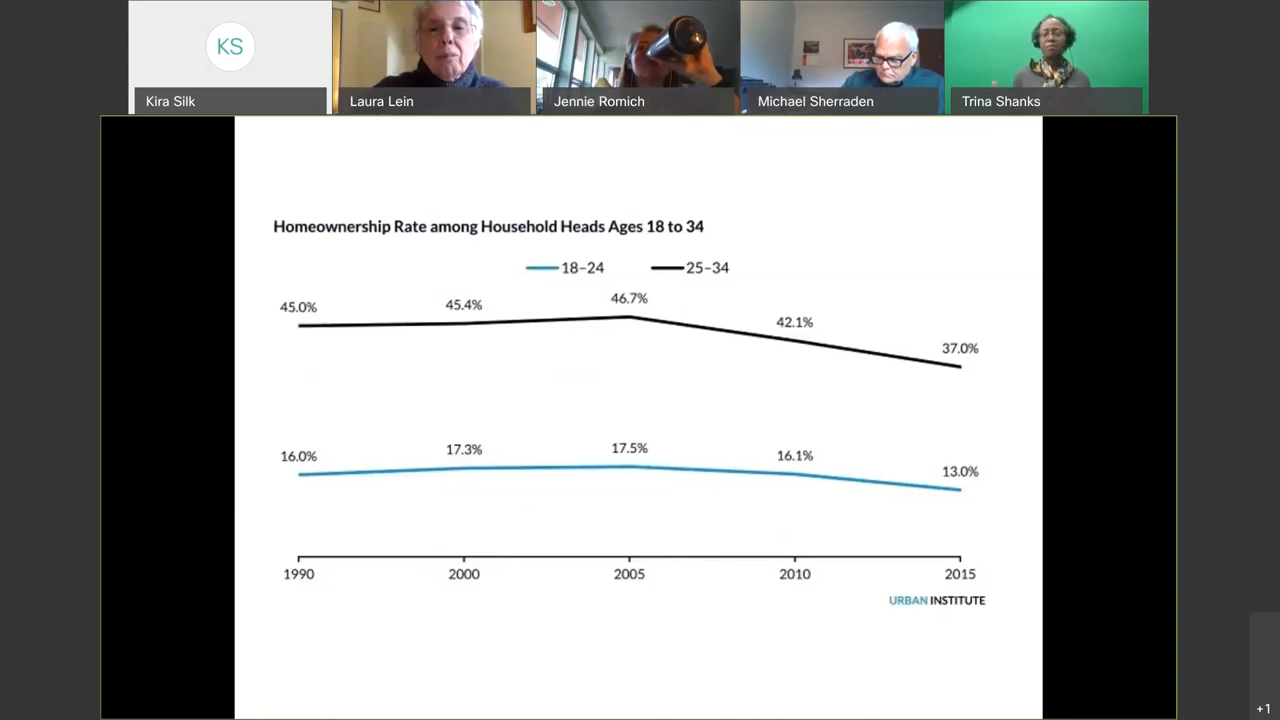 KS
Kira Silk
Laura Lein
Jennie Romich
Michael Sherraden
Trina Shanks
Homeownership Rate among Household Heads Ages 18 to 34
18–24 25–34
45.0% 45.4% 46.7% 42.1% 37.0%
16.0% 17.3% 17.5% 16.1% 13.0%
1990 2000 2005 2010 2015
URBAN INSTITUTE
+1